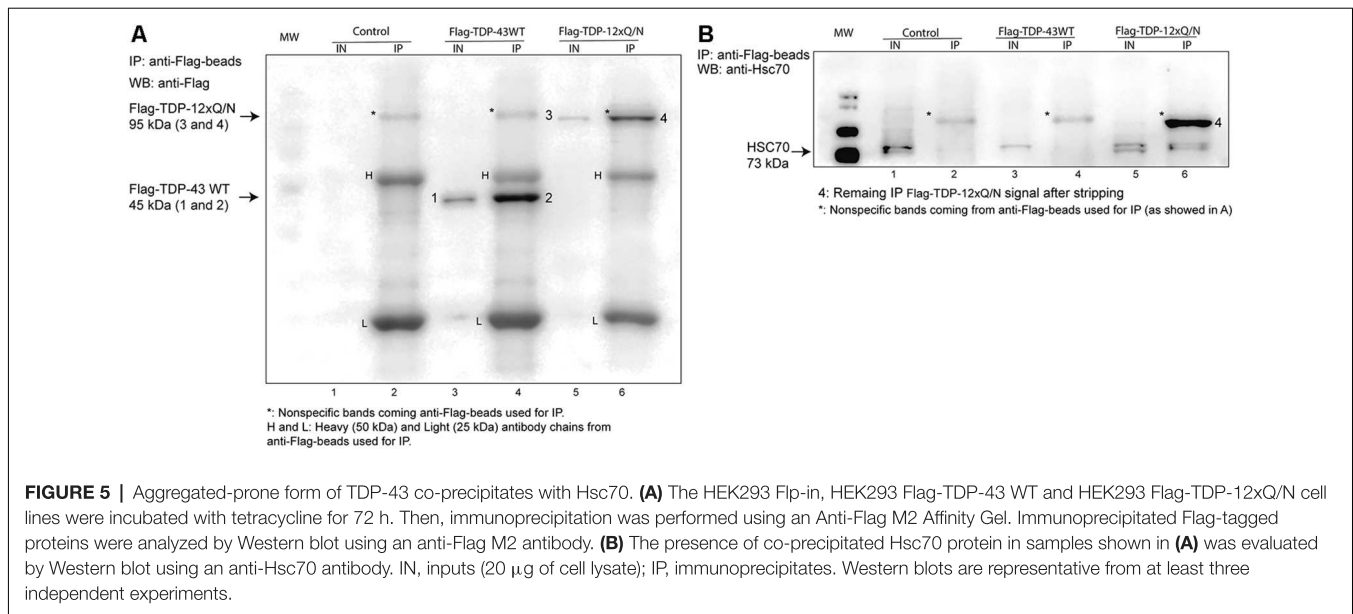 A
MW
Control
Flag-TDP-43WT
Flag-TDP-12xQ/N
IN IP IN IP IN IP
IP: anti-Flag-beads
WB: anti-Flag
Flag-TDP-12xQ/N
95 kDa (3 and 4)
* * 3 * 4
H H H
Flag-TDP-43 WT
45 kDa (1 and 2)
1 2
L L L
1 2 3 4 5 6
*: Nonspecific bands coming anti-Flag-beads used for IP.
H and L: Heavy (50 kDa) and Light (25 kDa) antibody chains from
anti-Flag-beads used for IP.
B
MW
Control
Flag-TDP-43WT
Flag-TDP-12xQ/N
IN IP IN IP IN IP
IP: anti-Flag-beads
WB: anti-Hsc70
* * * 4
HSC70
73 kDa
1 2 3 4 5 6
4: Remaing IP Flag-TDP-12xQ/N signal after stripping
*: Nonspecific bands coming from anti-Flag-beads used for IP (as showed in A)
FIGURE 5 | Aggregated-prone form of TDP-43 co-precipitates with Hsc70. (A) The HEK293 Flp-in, HEK293 Flag-TDP-43 WT and HEK293 Flag-TDP-12xQ/N cell
lines were incubated with tetracycline for 72 h. Then, immunoprecipitation was performed using an Anti-Flag M2 Affinity Gel. Immunoprecipitated Flag-tagged
proteins were analyzed by Western blot using an anti-Flag M2 antibody. (B) The presence of co-precipitated Hsc70 protein in samples shown in (A) was evaluated
by Western blot using an anti-Hsc70 antibody. IN, inputs (20 μg of cell lysate); IP, immunoprecipitates. Western blots are representative from at least three
independent experiments.